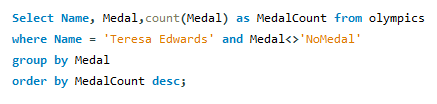 Select Name, Medal,count(Medal) as MedalCount from olympics
where Name = 'Teresa Edwards' and Medal<>'NoMedal'
group by Medal
order by MedalCount desc;